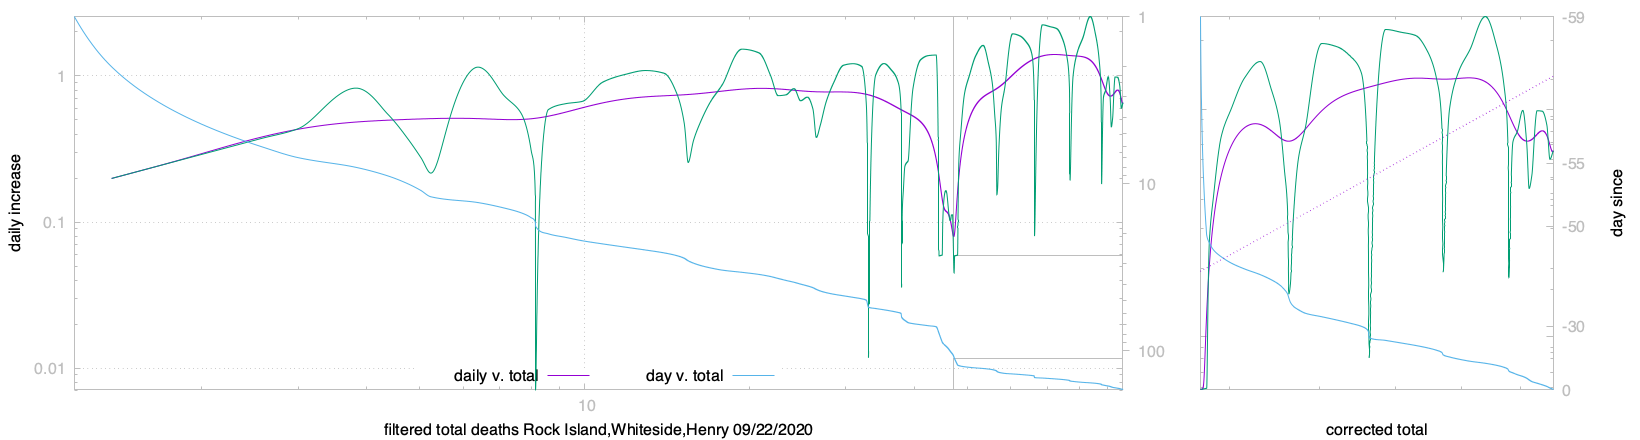 daily increase
1
0.1
0.01
1
10
100
10
daily v. total
day v. total
filtered total deaths Rock Island,Whiteside,Henry 09/22/2020
-59
-55
-50
-30
0
day since
corrected total